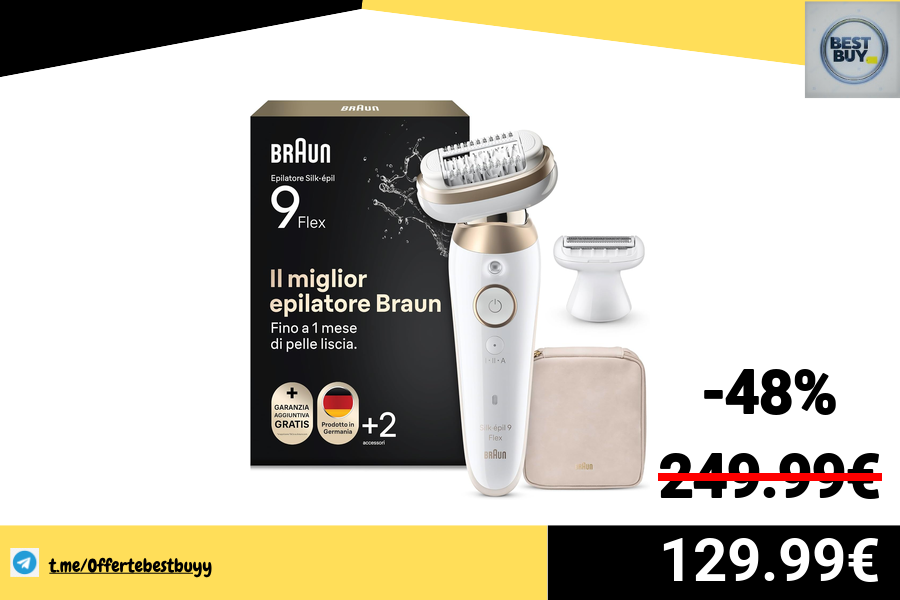 BEST
BUY
BRAUN
BRAUN
Epilatore Silk-épil
9
Flex
Il miglior
epilatore Braun
Fino a 1 mese
di pelle liscia.
+
GARANZIA
AGGIUNTIVA
GRATIS
Prodotto in
Germania
+2
accessori
I·II·A
Silk·épil 9
Flex
BRAUN
BRAUN
-48%
249.99€
129.99€
t.me/Offertebestbuyy